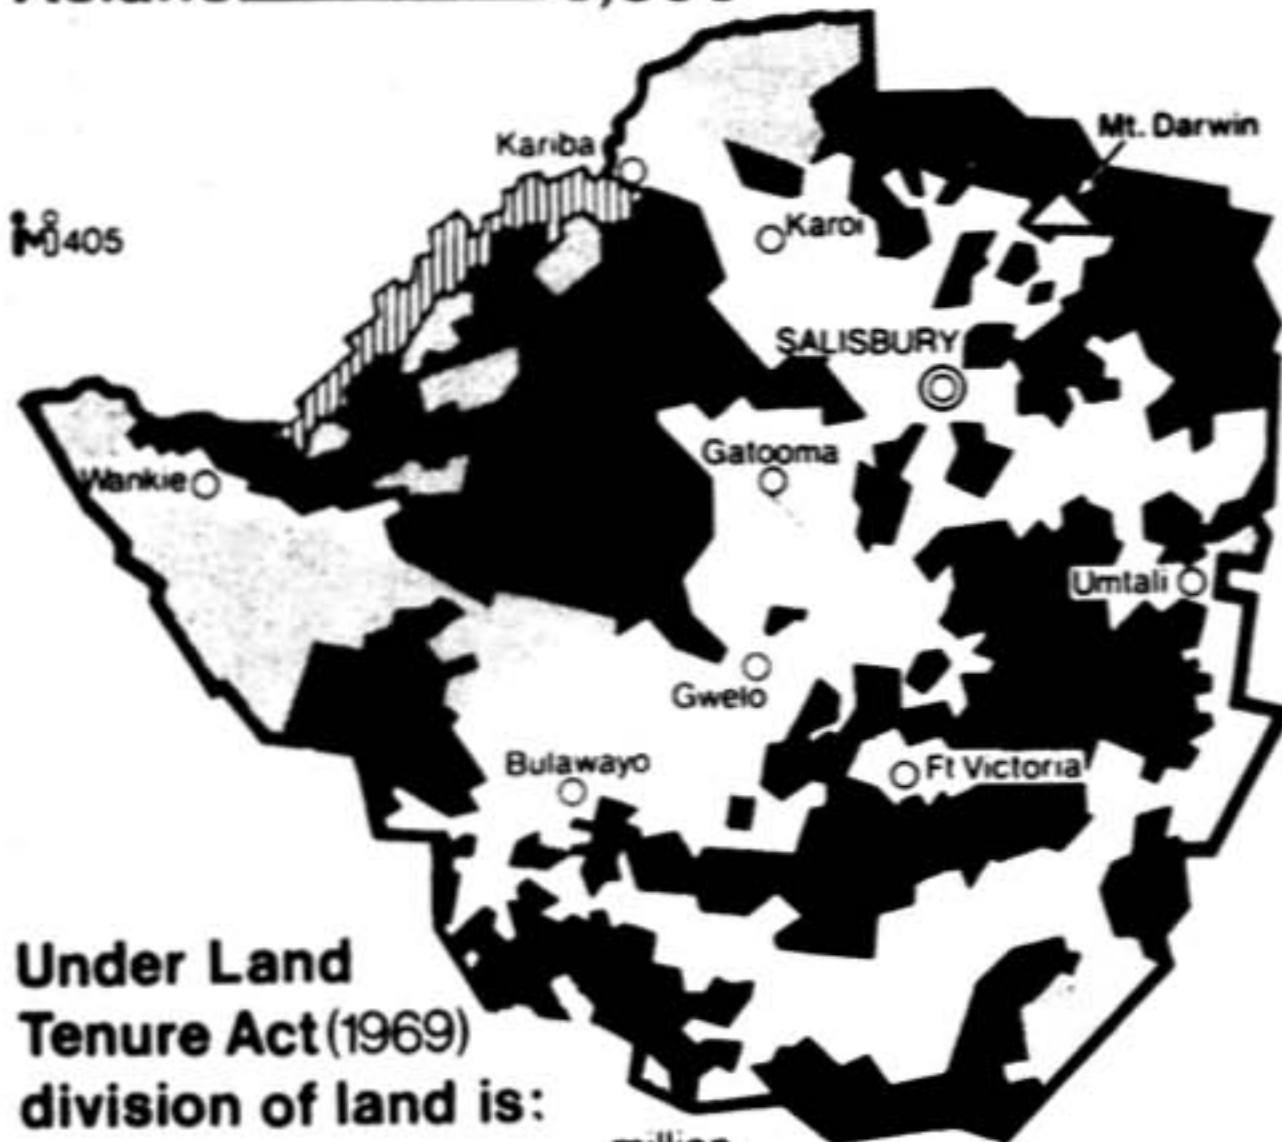 Kariba
Mt. Darwin
405
Karoi
SALISBURY
Gatooma
Wankie
Umtali
Gwelo
Bulawayo
Ft Victoria
Under Land
Tenure Act (1969)
division of land is:
million